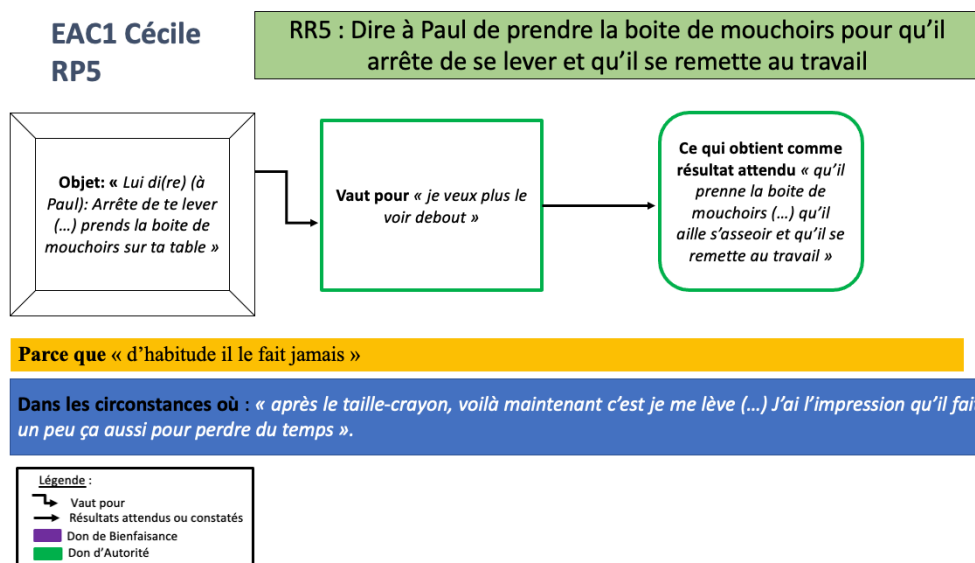 EAC1 Cécile
RP5
RR5 : Dire à Paul de prendre la boite de mouchoirs pour qu’il
arrête de se lever et qu’il se remette au travail
Objet: « Lui di(re) (à
Paul): Arrête de te lever
(…) prends la boite de
mouchoirs sur ta table »
Vaut pour « je veux plus le
voir debout »
Ce qui obtient comme
résultat attendu « qu’il
prenne la boite de
mouchoirs (…) qu’il
aille s’asseoir et qu’il se
remette au travail »
Parce que « d’habitude il le fait jamais »
Dans les circonstances où : « après le taille-crayon, voilà maintenant c’est je me lève (…) J’ai l’impression qu’il fait
un peu ça aussi pour perdre du temps ».
Légende :
Vaut pour
Résultats attendus ou constatés
Don de Bienfaisance
Don d’Autorité